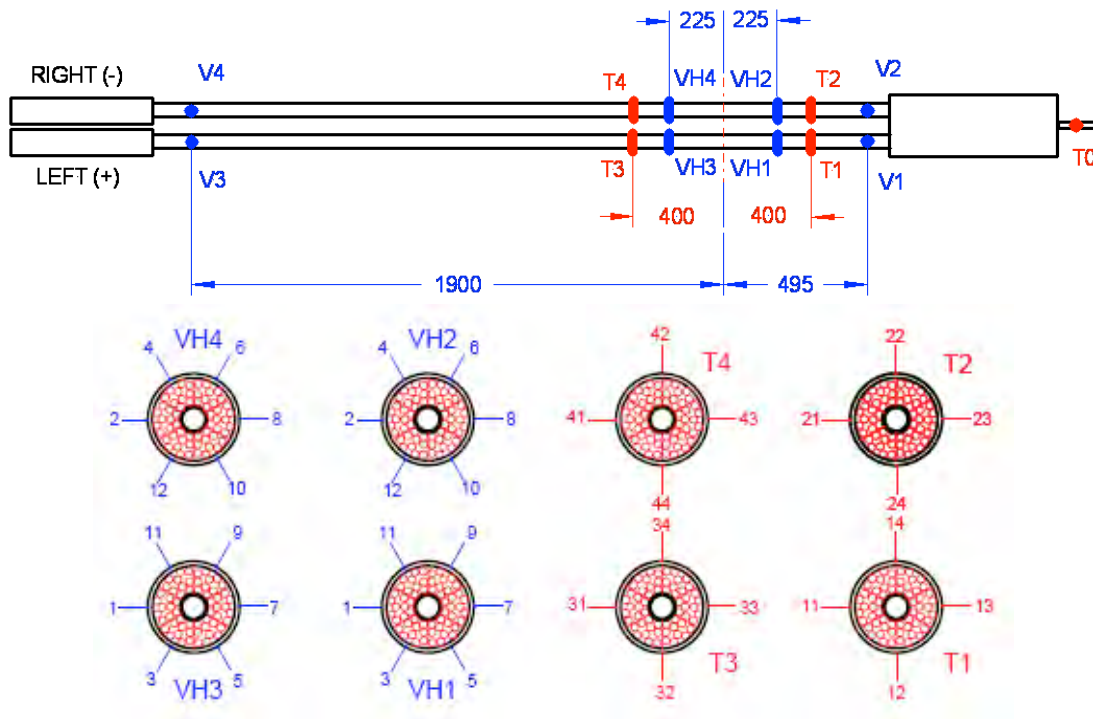 225 225
RIGHT (-)
V4
T4
VH4
VH2
T2
V2
LEFT (+)
V3
T3
VH3
VH1
T1
V1
T0
400
400
1900
495
VH4
4
6
2
8
12
10
VH2
4
6
2
8
12
10
42
T4
41
43
44
22
T2
21
23
24
11
9
1
7
3
5
VH3
11
9
1
7
3
5
VH1
34
31
33
T3
32
14
11
13
T1
12